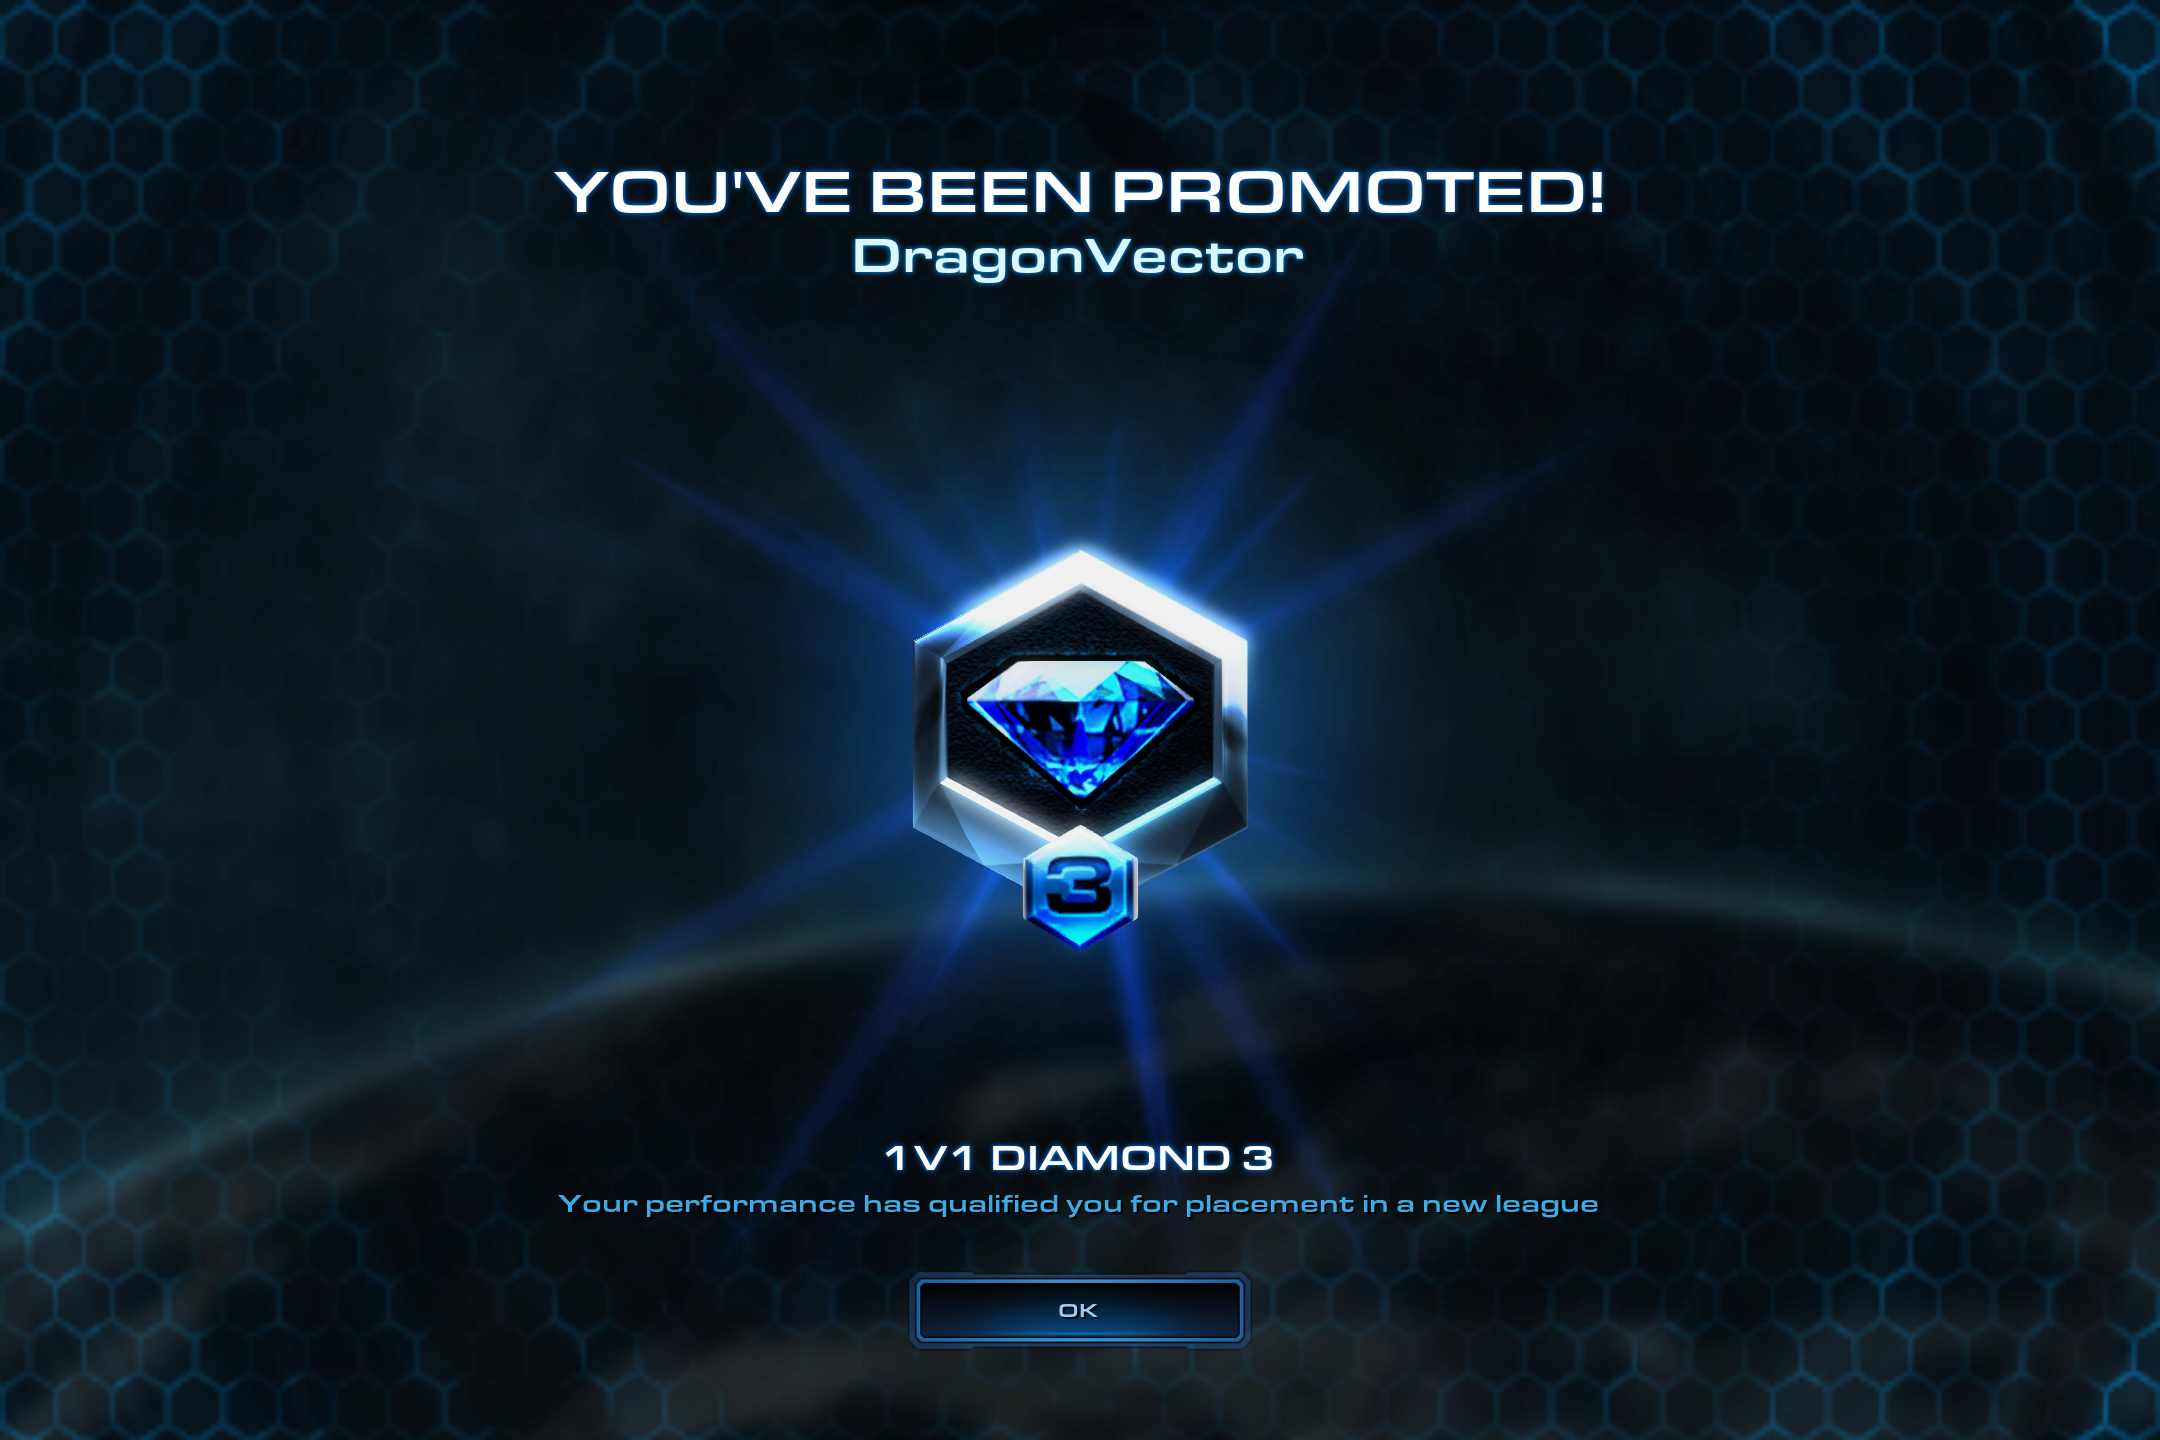 YOU'VE BEEN PROMOTED!
DragonVector
3
1V1 DIAMOND 3
Your performance has qualified you for placement in a new league
OK